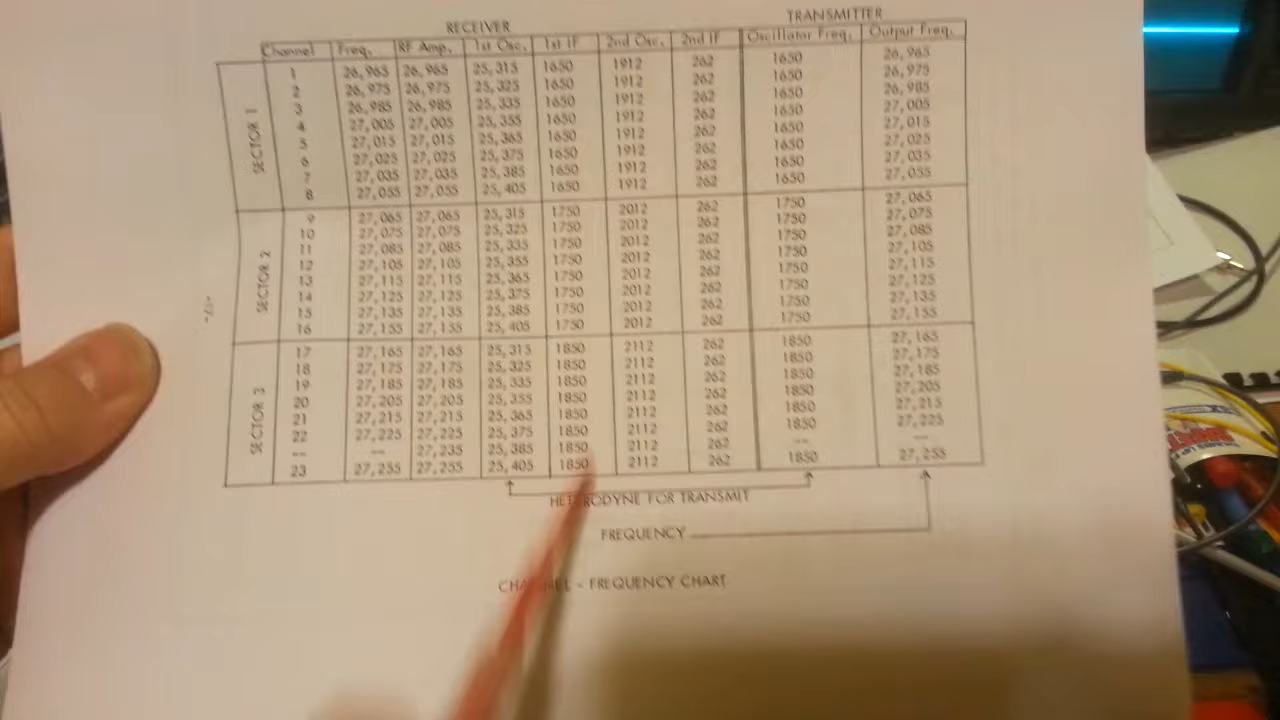 RECEIVER TRANSMITTER
Channel Freq. RF Amp. 1st Osc. 1st IF 2nd Osc. 2nd IF Oscillator Freq. Output Freq.
SECTOR 1
1 26,965 26,965 25,315 1650 1912 262 1650 26,965
2 26,975 26,975 25,325 1650 1912 262 1650 26,975
3 26,985 26,985 25,335 1650 1912 262 1650 26,985
4 27,005 27,005 25,355 1650 1912 262 1650 27,005
5 27,015 27,015 25,365 1650 1912 262 1650 27,015
6 27,025 27,025 25,375 1650 1912 262 1650 27,025
7 27,035 27,035 25,385 1650 1912 262 1650 27,035
8 27,055 27,055 25,405 1650 1912 262 1650 27,055
SECTOR 2
9 27,065 27,065 25,315 1750 2012 262 1750 27,065
10 27,075 27,075 25,325 1750 2012 262 1750 27,075
11 27,085 27,085 25,335 1750 2012 262 1750 27,085
12 27,105 27,105 25,355 1750 2012 262 1750 27,105
13 27,115 27,115 25,365 1750 2012 262 1750 27,115
14 27,125 27,125 25,375 1750 2012 262 1750 27,125
15 27,135 27,135 25,385 1750 2012 262 1750 27,135
16 27,155 27,155 25,405 1750 2012 262 1750 27,155
SECTOR 3
17 27,165 27,165 25,315 1850 2112 262 1850 27,165
18 27,175 27,175 25,325 1850 2112 262 1850 27,175
19 27,185 27,185 25,335 1850 2112 262 1850 27,185
20 27,205 27,205 25,355 1850 2112 262 1850 27,205
21 27,215 27,215 25,365 1850 2112 262 1850 27,215
22 27,225 27,225 25,375 1850 2112 262 1850 27,225
-- -- 27,235 25,385 1850 2112 262 -- --
23 27,255 27,255 25,405 1850 2112 262 1850 27,255
HETERODYNE FOR TRANSMIT
FREQUENCY
CHANNEL - FREQUENCY CHART